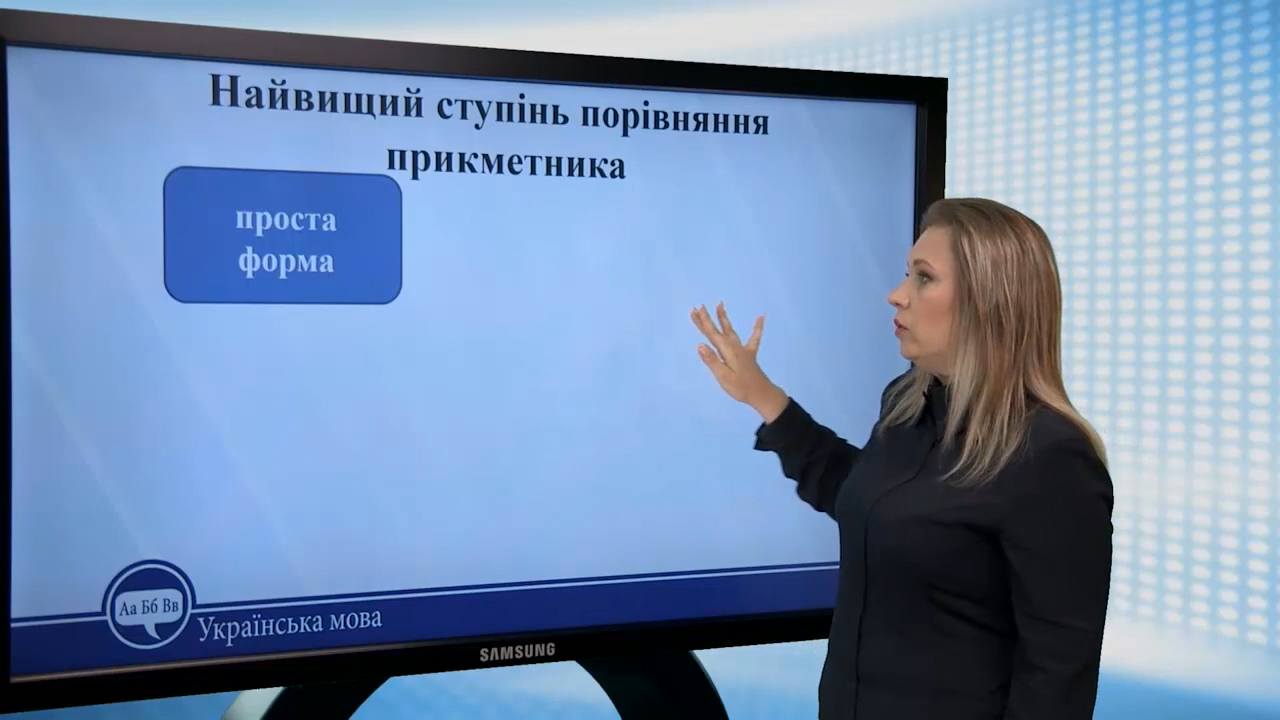 Найвищий ступінь порівняння
прикметника
проста
форма
Аа Бб Вв
Українська мова
SAMSUNG